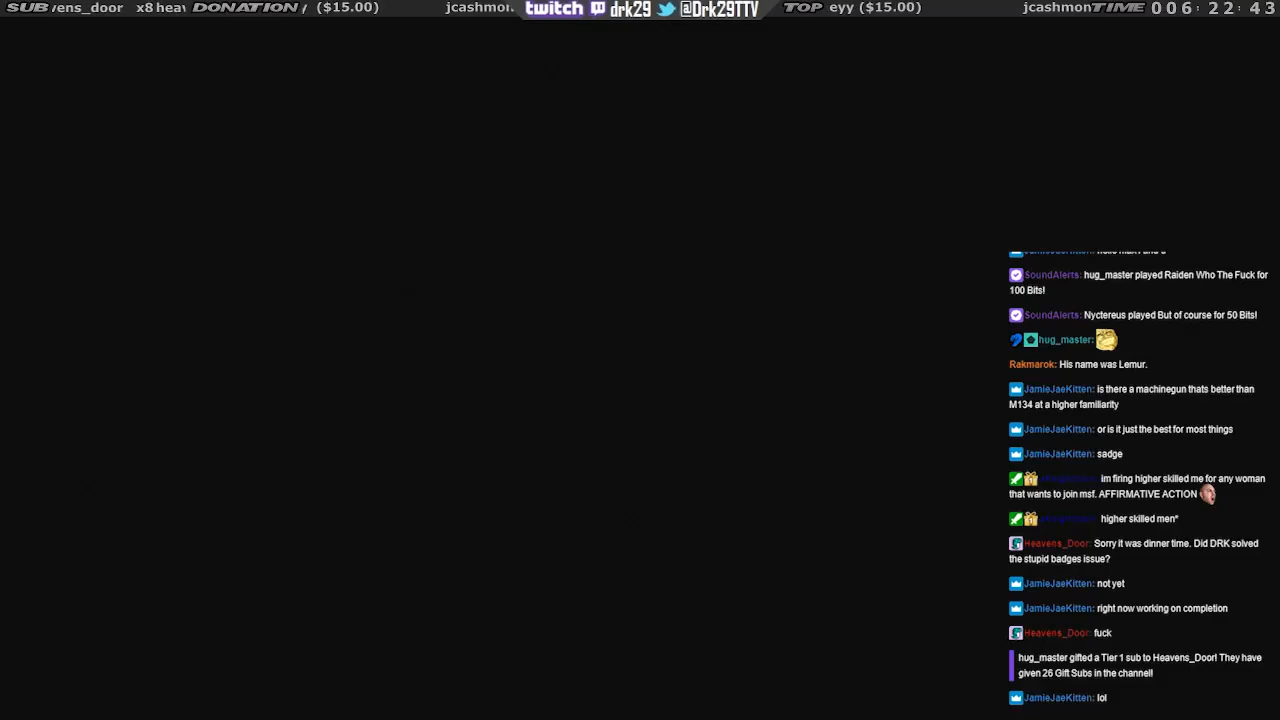 SUB /ens_door x8 hea DONATION ($15.00) jcashmon. twitch drk29 @Drk29TTV TOP eyy ($15.00) jcashmon TIME 006:22:43
SoundAlerts: hug_master played Raiden Who The Fuck for
100 Bits!
SoundAlerts: Nyctereus played But of course for 50 Bits!
hug_master:
Rakmarok: His name was Lemur.
JamieJaeKitten: is there a machinegun thats better than
M134 at a higher familiarity
JamieJaeKitten: or is it just the best for most things
JamieJaeKitten: sadge
im firing higher skilled me for any woman
that wants to join msf. AFFIRMATIVE ACTION
higher skilled men*
Heavens_Door: Sorry it was dinner time. Did DRK solved
the stupid badges issue?
JamieJaeKitten: not yet
JamieJaeKitten: right now working on completion
Heavens_Door: fuck
hug_master gifted a Tier 1 sub to Heavens_Door! They have
given 26 Gift Subs in the channel!
JamieJaeKitten: lol